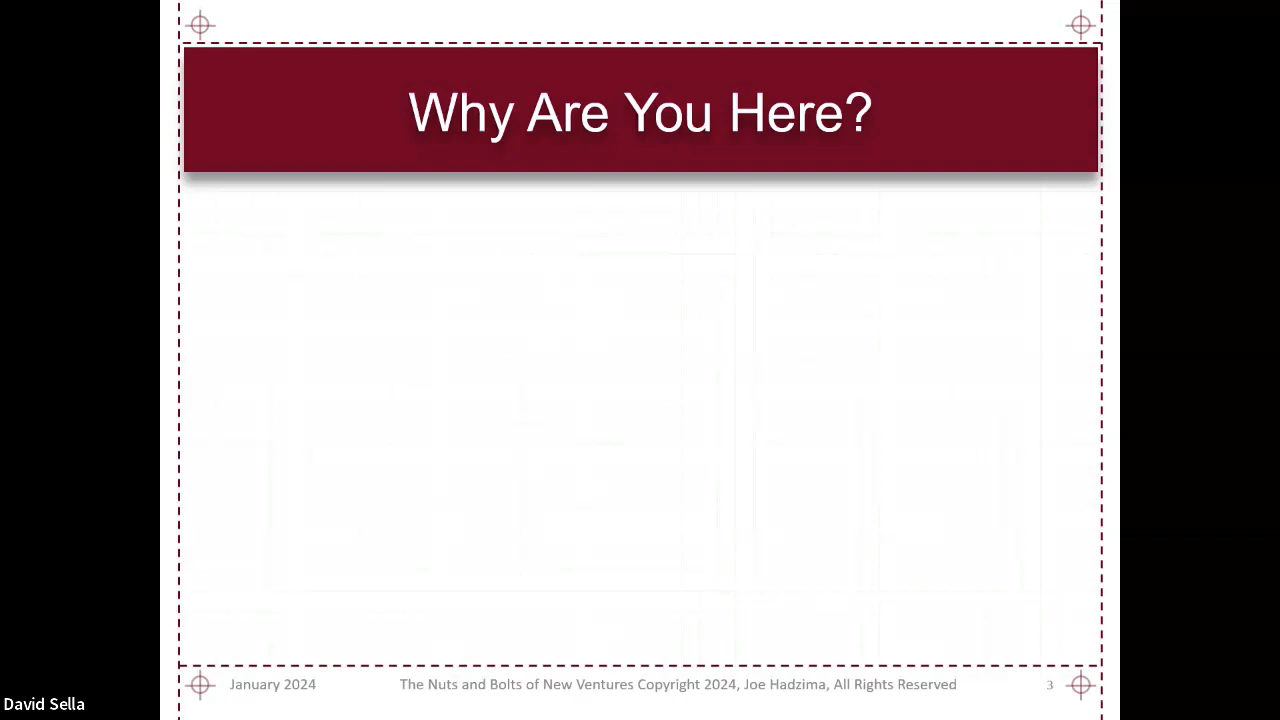 Why Are You Here?
January 2024 The Nuts and Bolts of New Ventures Copyright 2024, Joe Hadzima, All Rights Reserved 3
David Sella